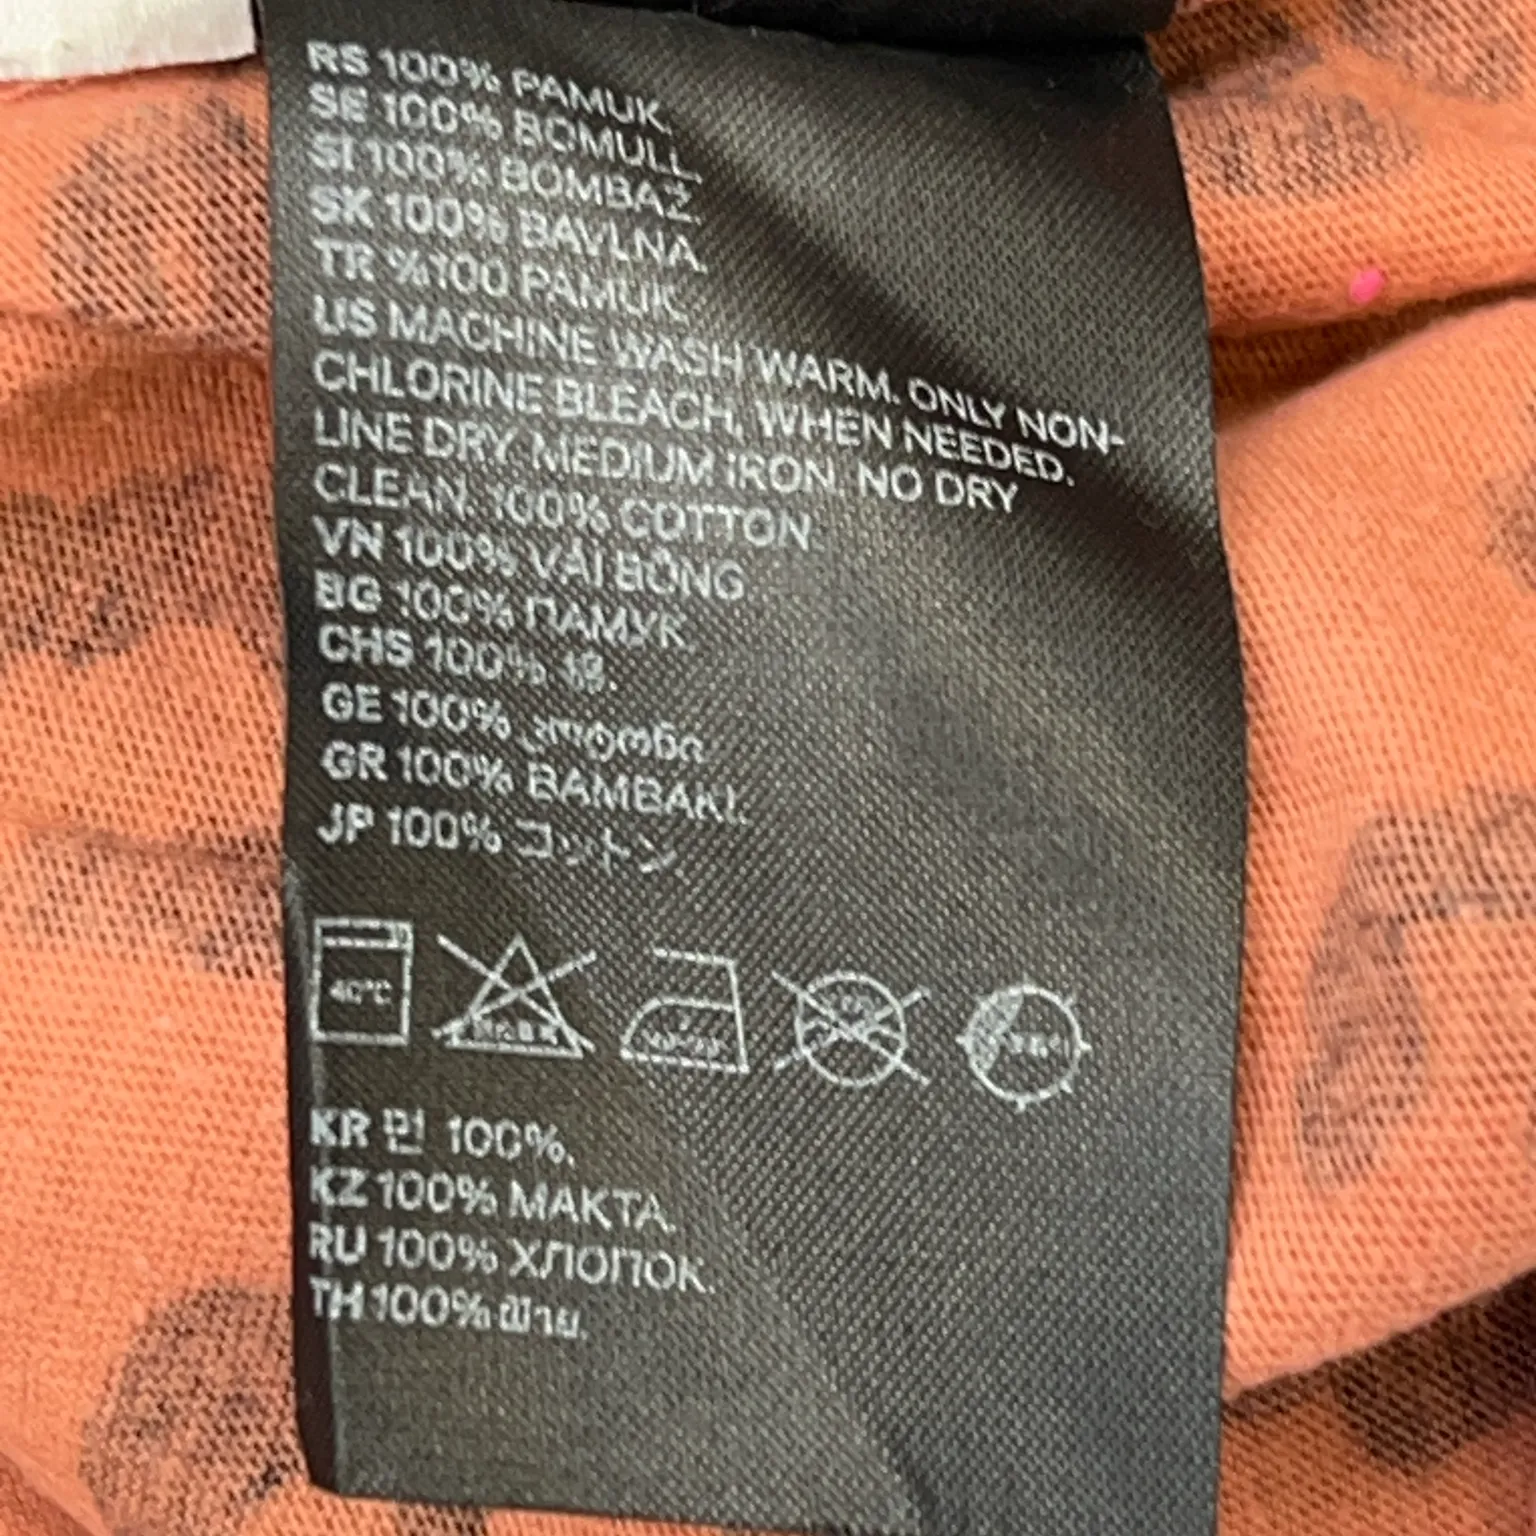 RS 100% PAMUK.
SE 100% BOMULL.
SI 100% BOMBAŽ.
SK 100% BAVLNA.
TR %100 PAMUK.
US MACHINE WASH WARM. ONLY NON-
CHLORINE BLEACH, WHEN NEEDED.
LINE DRY. MEDIUM IRON. NO DRY
CLEAN. 100% COTTON.
VN 100% VẢI BÔNG
BG 100% ПАМУК.
CHS 100% 棉.
GE 100% კოტონი
GR 100% ΒΑΜΒΑΚΙ.
JP 100% コットン.
40°C
KR 면 100%.
KZ 100% МАКТА.
RU 100% ХЛОПОК.
TH 100% ฝ้าย.